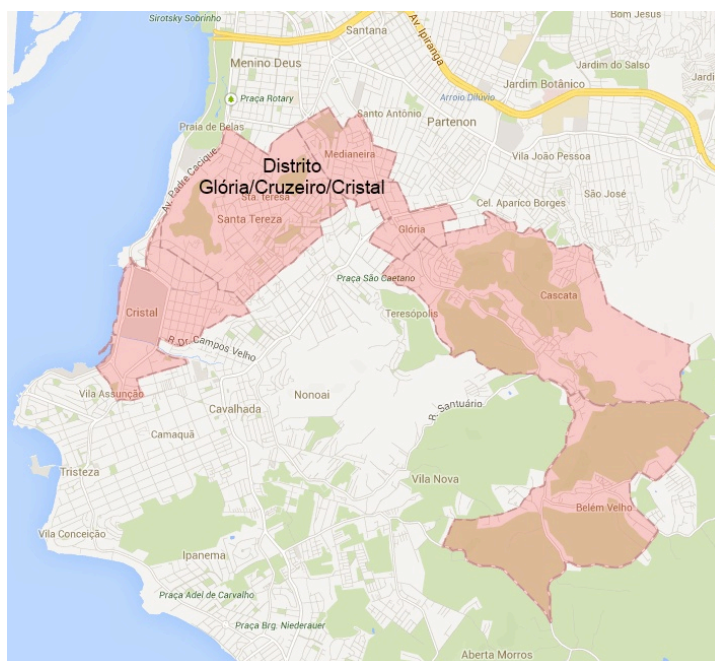 Sirotsky Sobrinho
Santana
Av. Ipiranga
Bom Jesus
Menino Deus
Jardim do Salso
Jardim Botânico
Jardi
Praça Rotary
Arroio Dilúvio
Santo Antônio
Partenon
Praia de Belas
Medianeira
Vila João Pessoa
Distrito
Glória/Cruzeiro/Cristal
Av. Padre Cacique
Sta. teresa
Santa Tereza
São José
Cel. Aparício Borges
Glória
Praça São Caetano
Cascata
Cristal
Teresópolis
R. Dr. Campos Velho
Vila Assunção
Nonoai
Cavalhada
R. Santuário
Camaquã
Tristeza
Vila Nova
Belém Velho
Vila Conceição
Ipanema
Praça Adel de Carvalho
Praça Brg. Niederauer
Aberta Morros